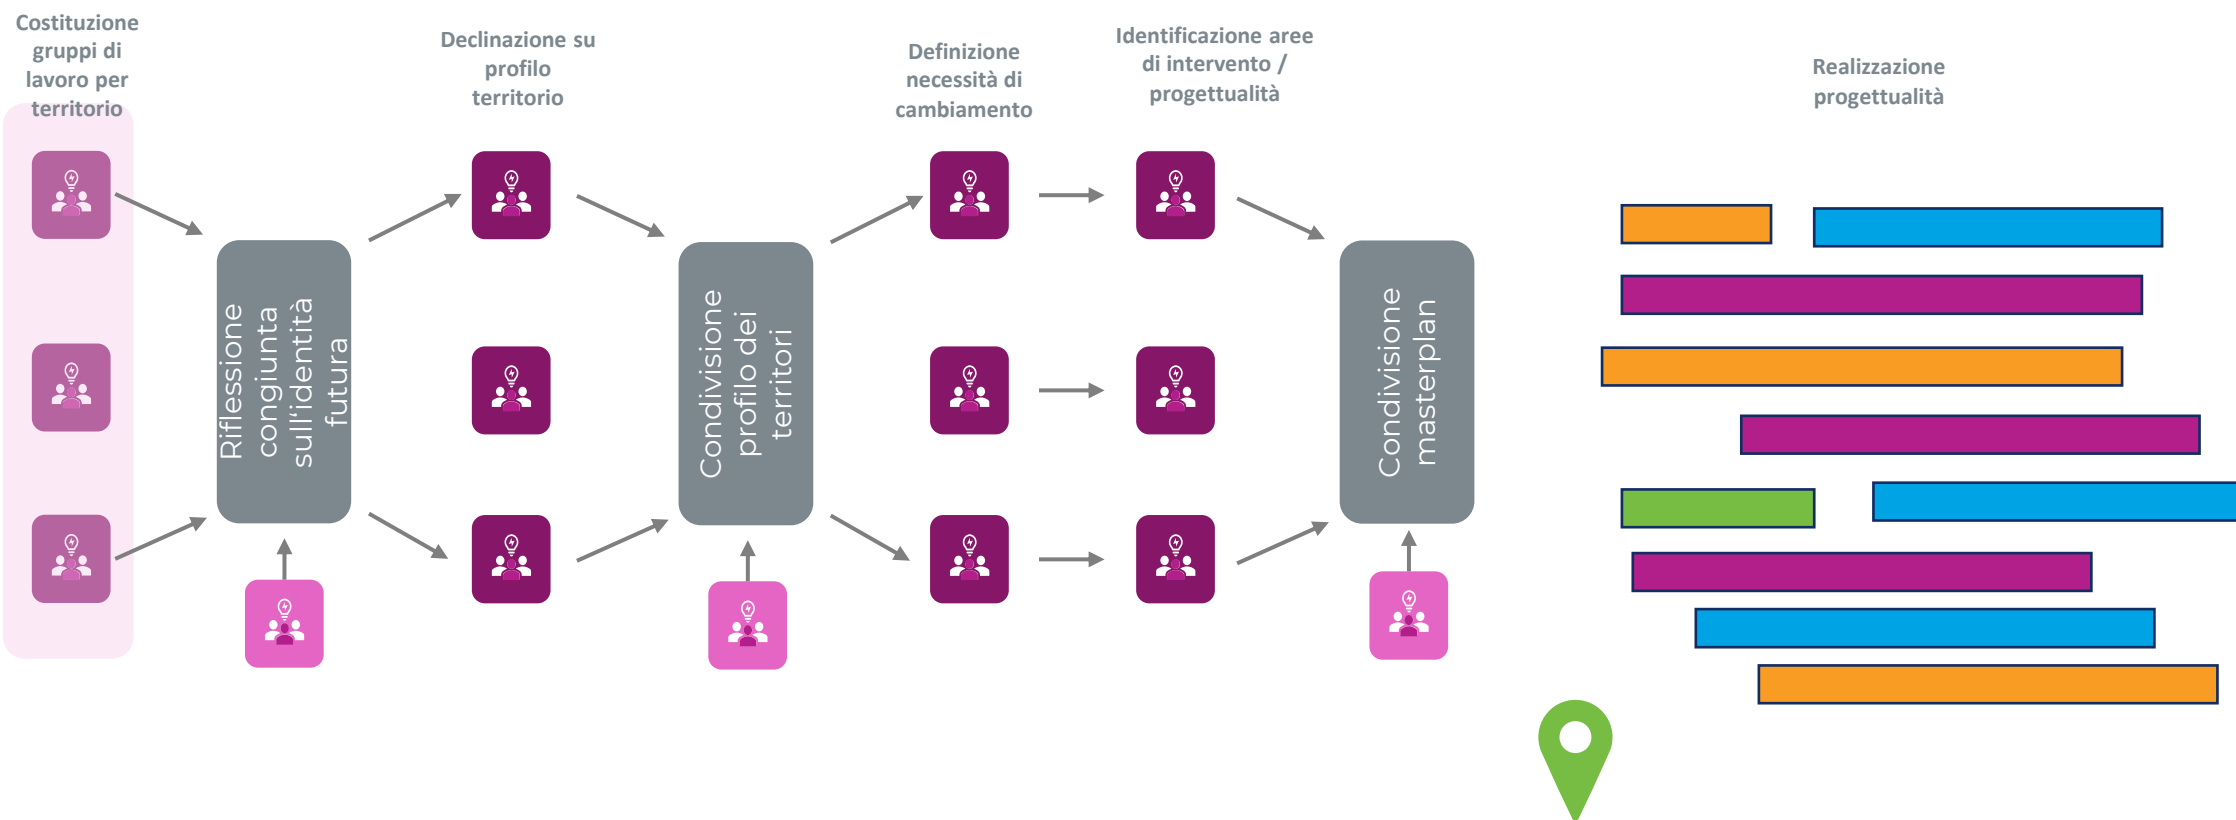 Costituzione
gruppi di
lavoro per
territorio
Declinazione su
profilo
territorio
Definizione
necessità di
cambiamento
Identificazione aree
di intervento /
progettualità
Realizzazione
progettualità
Riflessione
congiunta
sull'identità
futura
Condivisione
profilo dei
territori
Condivisione
masterplan